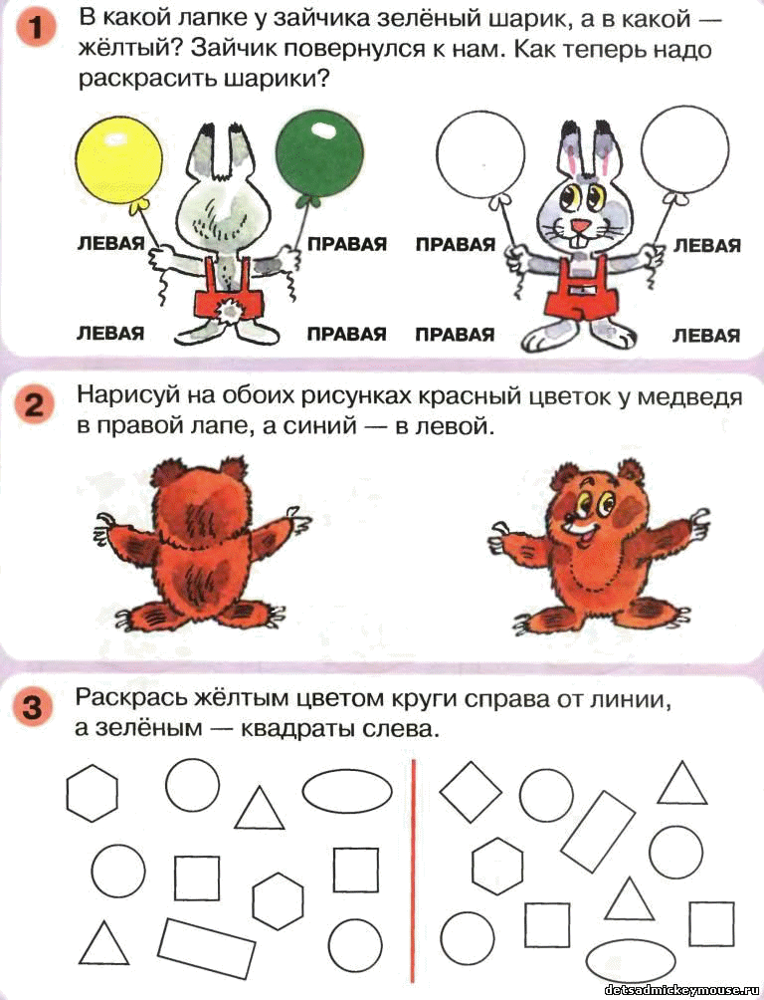 1 В какой лапке у зайчика зелёный шарик, а в какой —
жёлтый? Зайчик повернулся к нам. Как теперь надо
раскрасить шарики?
ЛЕВАЯ ПРАВАЯ ПРАВАЯ ЛЕВАЯ
ЛЕВАЯ ПРАВАЯ ПРАВАЯ ЛЕВАЯ
2 Нарисуй на обоих рисунках красный цветок у медведя
в правой лапе, а синий — в левой.
3 Раскрась жёлтым цветом круги справа от линии,
а зелёным — квадраты слева.
detsadmickeymouse.ru